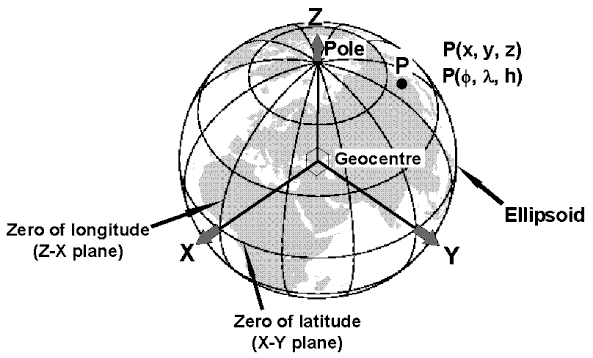 Z
Pole
P
P(x, y, z)
P(ϕ, λ, h)
Geocentre
Ellipsoid
Zero of longitude
(Z-X plane)
X
Y
Zero of latitude
(X-Y plane)